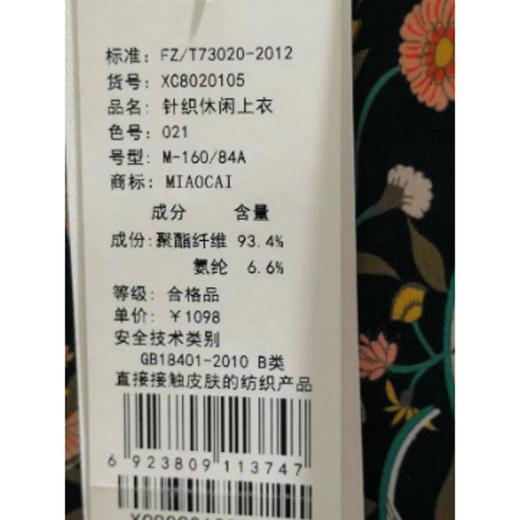 标准: FZ/T73020-2012
货号: XC8020105
品名: 针织休闲上衣
色号: 021
号型: M-160/84A
商标: MIAOCAI
成分 含量
成份: 聚酯纤维 93.4%
氨纶 6.6%
等级: 合格品
单价: ￥1098
安全技术类别
GB18401-2010 B类
直接接触皮肤的纺织产品
6 923809 113747